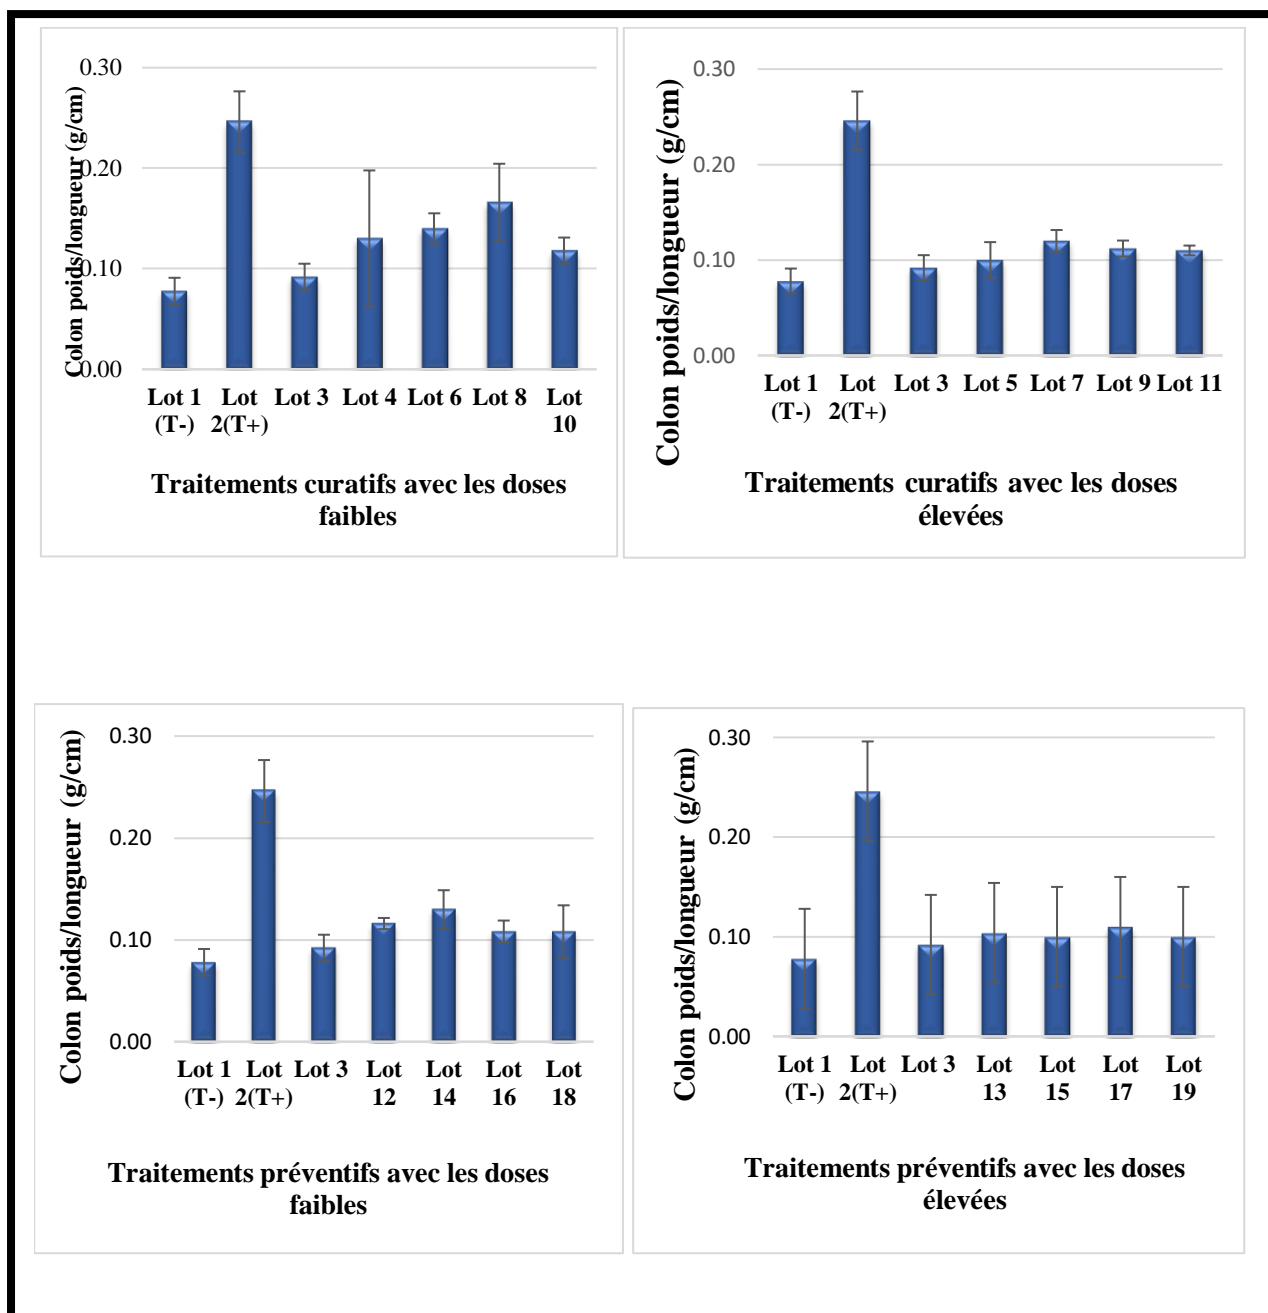 Colon poids/longueur (g/cm)
0.30
0.20
0.10
0.00
Lot 1 (T-)
Lot 2(T+)
Lot 3
Lot 4
Lot 6
Lot 8
Lot 10
Traitements curatifs avec les doses
faibles
Colon poids/longueur (g/cm)
0.30
0.20
0.10
0.00
Lot 1 (T-)
Lot 2(T+)
Lot 3
Lot 5
Lot 7
Lot 9
Lot 11
Traitements curatifs avec les doses
élevées
Colon poids/longueur (g/cm)
0.30
0.20
0.10
0.00
Lot 1 (T-)
Lot 2(T+)
Lot 3
Lot 12
Lot 14
Lot 16
Lot 18
Traitements préventifs avec les doses
faibles
Colon poids/longueur (g/cm)
0.30
0.20
0.10
0.00
Lot 1 (T-)
Lot 2(T+)
Lot 3
Lot 13
Lot 15
Lot 17
Lot 19
Traitements préventifs avec les doses
élevées